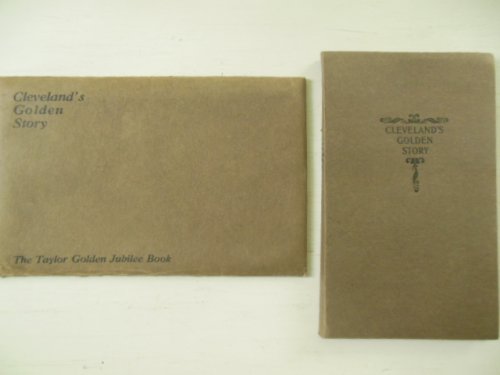 Cleveland's
Golden
Story
The Taylor Golden Jubilee Book
CLEVELAND'S
GOLDEN
STORY